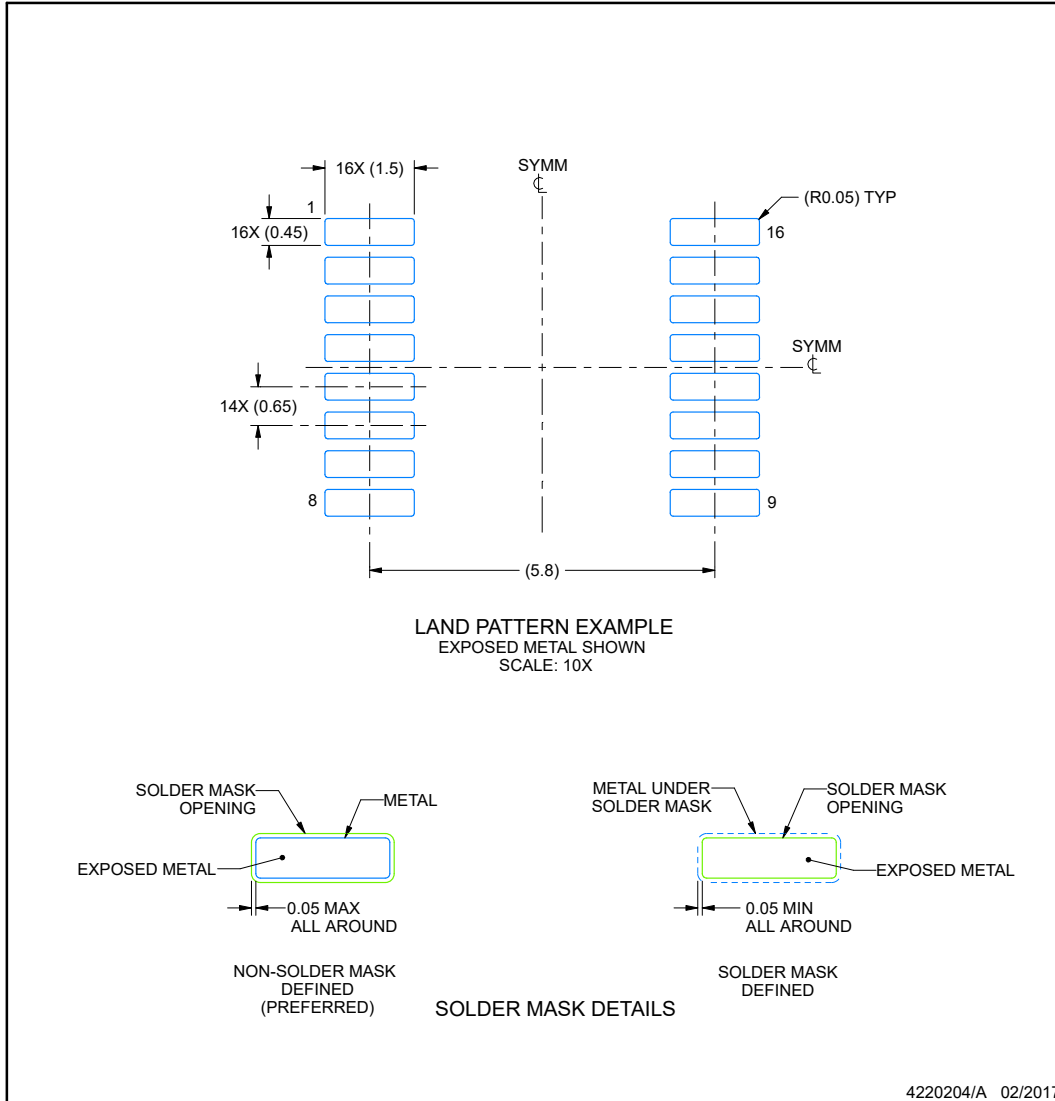 16X (1.5)
SYMM
℄
(R0.05) TYP
1
16X (0.45)
16
SYMM
℄
14X (0.65)
8
9
(5.8)
LAND PATTERN EXAMPLE
EXPOSED METAL SHOWN
SCALE: 10X
SOLDER MASK
OPENING
METAL
EXPOSED METAL
0.05 MAX
ALL AROUND
NON-SOLDER MASK
DEFINED
(PREFERRED)
METAL UNDER
SOLDER MASK
SOLDER MASK
OPENING
EXPOSED METAL
0.05 MIN
ALL AROUND
SOLDER MASK
DEFINED
SOLDER MASK DETAILS
4220204/A 02/2017